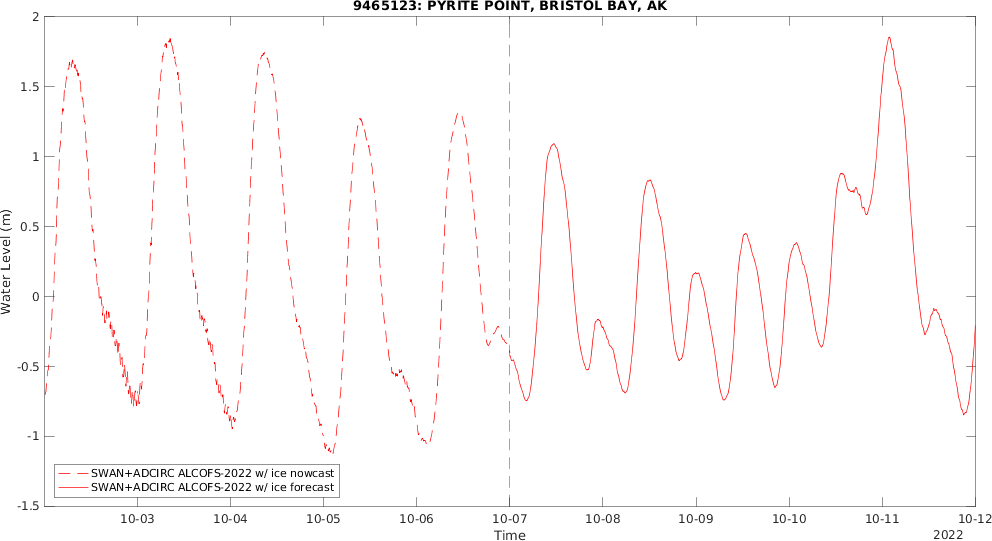 9465123: PYRITE POINT, BRISTOL BAY, AK
Water Level (m)
2
1.5
1
0.5
0
-0.5
-1
-1.5
SWAN+ADCIRC ALCOFS-2022 w/ ice nowcast
SWAN+ADCIRC ALCOFS-2022 w/ ice forecast
10-03 10-04 10-05 10-06 10-07 10-08 10-09 10-10 10-11 10-12
Time
2022